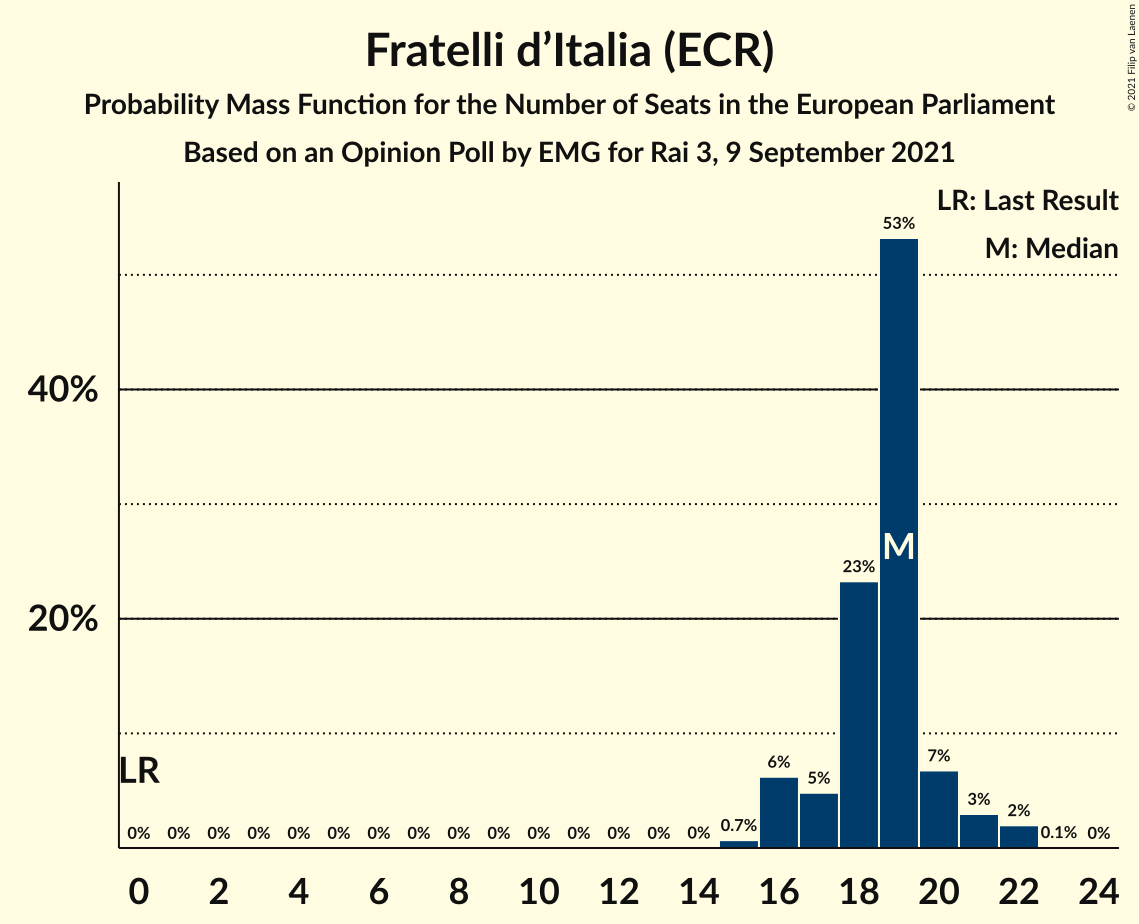 Fratelli d’Italia (ECR)
Probability Mass Function for the Number of Seats in the European Parliament
Based on an Opinion Poll by EMG for Rai 3, 9 September 2021
© 2021 Filip van Laenen
LR: Last Result
M: Median
53%
40%
M
23%
20%
LR
6%
5%
7%
3%
2%
0% 0% 0% 0% 0% 0% 0% 0% 0% 0% 0% 0% 0% 0% 0% 0.7% 0.1% 0%
0 2 4 6 8 10 12 14 16 18 20 22 24